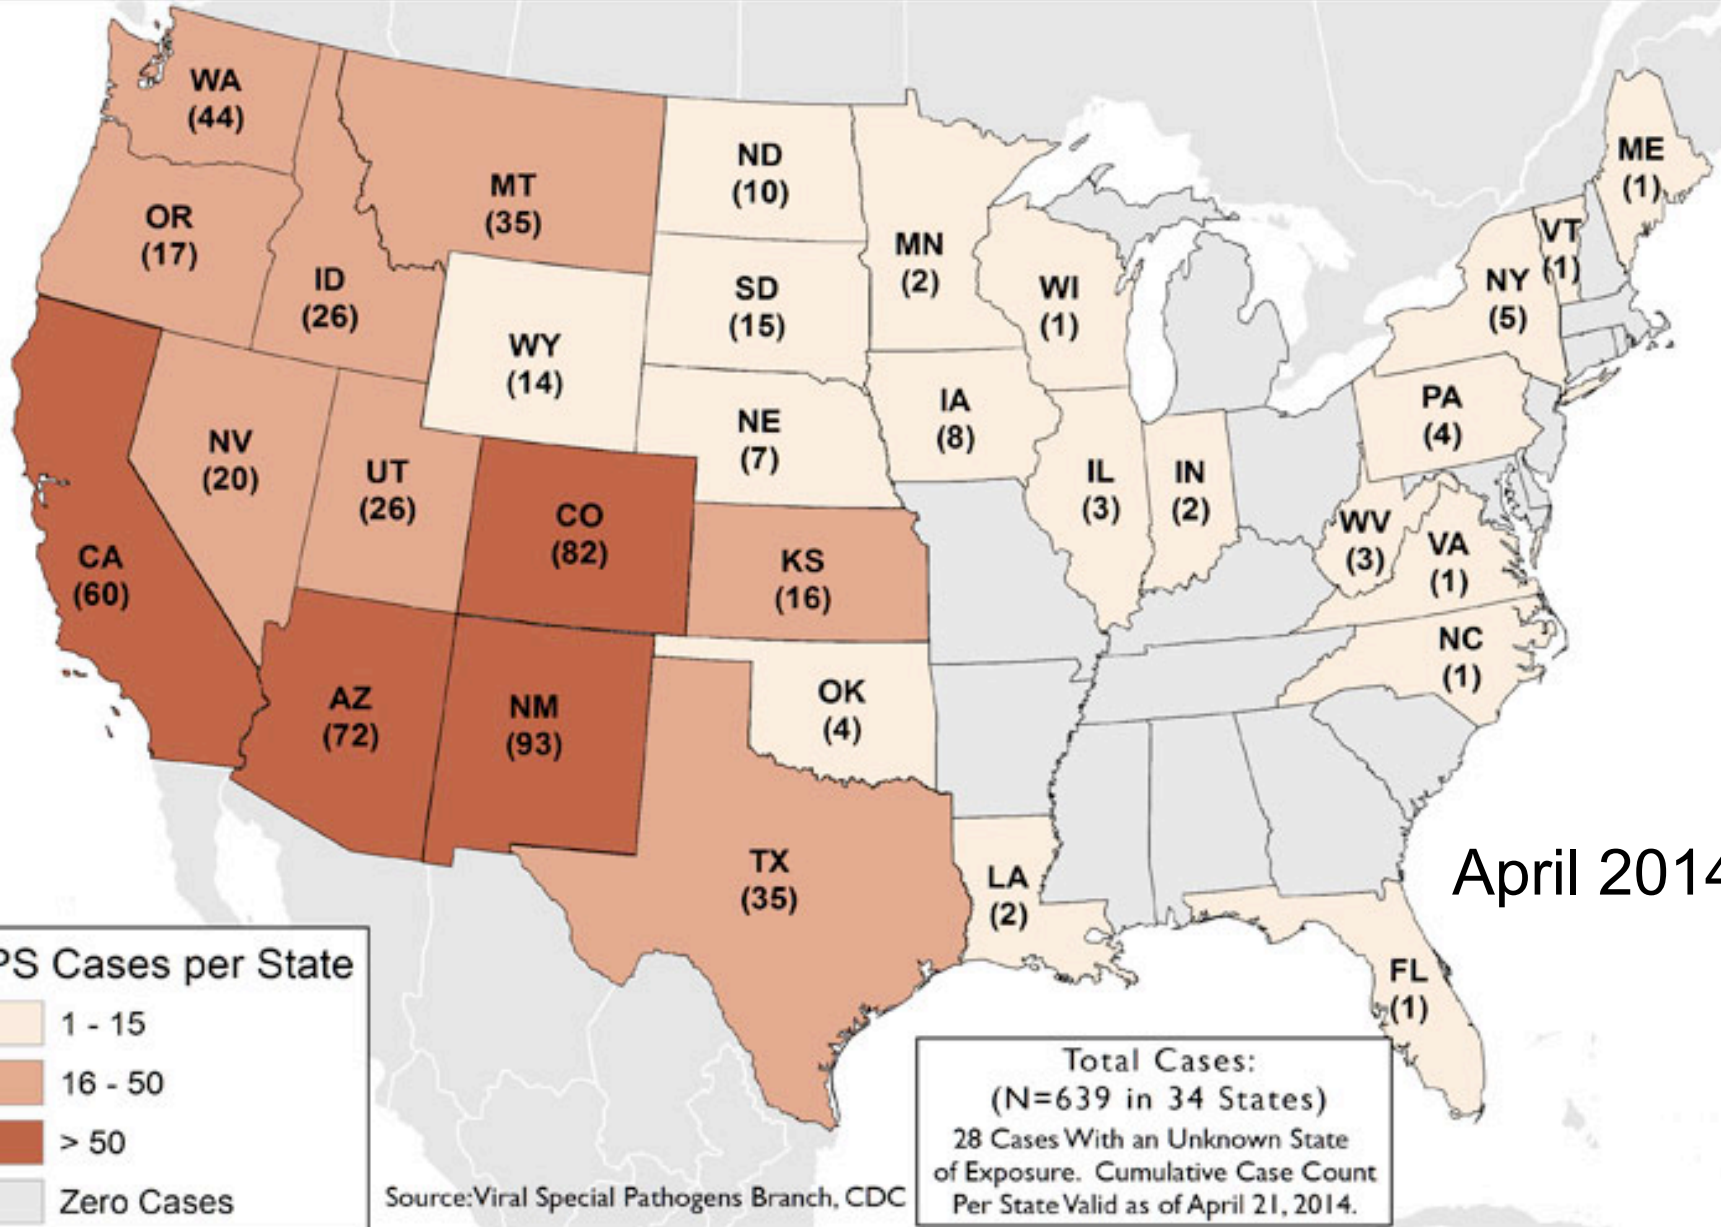 WA
(44)
MT
(35)
ND
(10)
ME
(1)
OR
(17)
ID
(26)
MN
(2)
VT
(1)
SD
(15)
WI
(1)
NY
(5)
WY
(14)
NE
(7)
IA
(8)
PA
(4)
NV
(20)
UT
(26)
CO
(82)
IL
(3)
IN
(2)
WV
(3)
VA
(1)
CA
(60)
KS
(16)
NC
(1)
AZ
(72)
NM
(93)
OK
(4)
TX
(35)
LA
(2)
FL
(1)
April 2014
PS Cases per State
1 - 15
16 - 50
> 50
Zero Cases
Source:Viral Special Pathogens Branch, CDC
Total Cases:
(N=639 in 34 States)
28 Cases With an Unknown State
of Exposure. Cumulative Case Count
Per State Valid as of April 21, 2014.